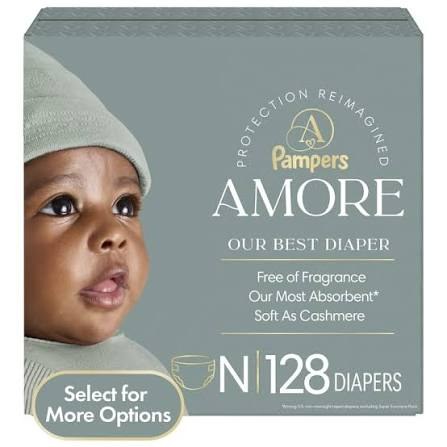 PROTECTION REIMAGINED
A
Pampers
AMORE
OUR BEST DIAPER
Free of Fragrance
Our Most Absorbent*
Soft As Cashmere
N 128 DIAPERS
Select for
More Options